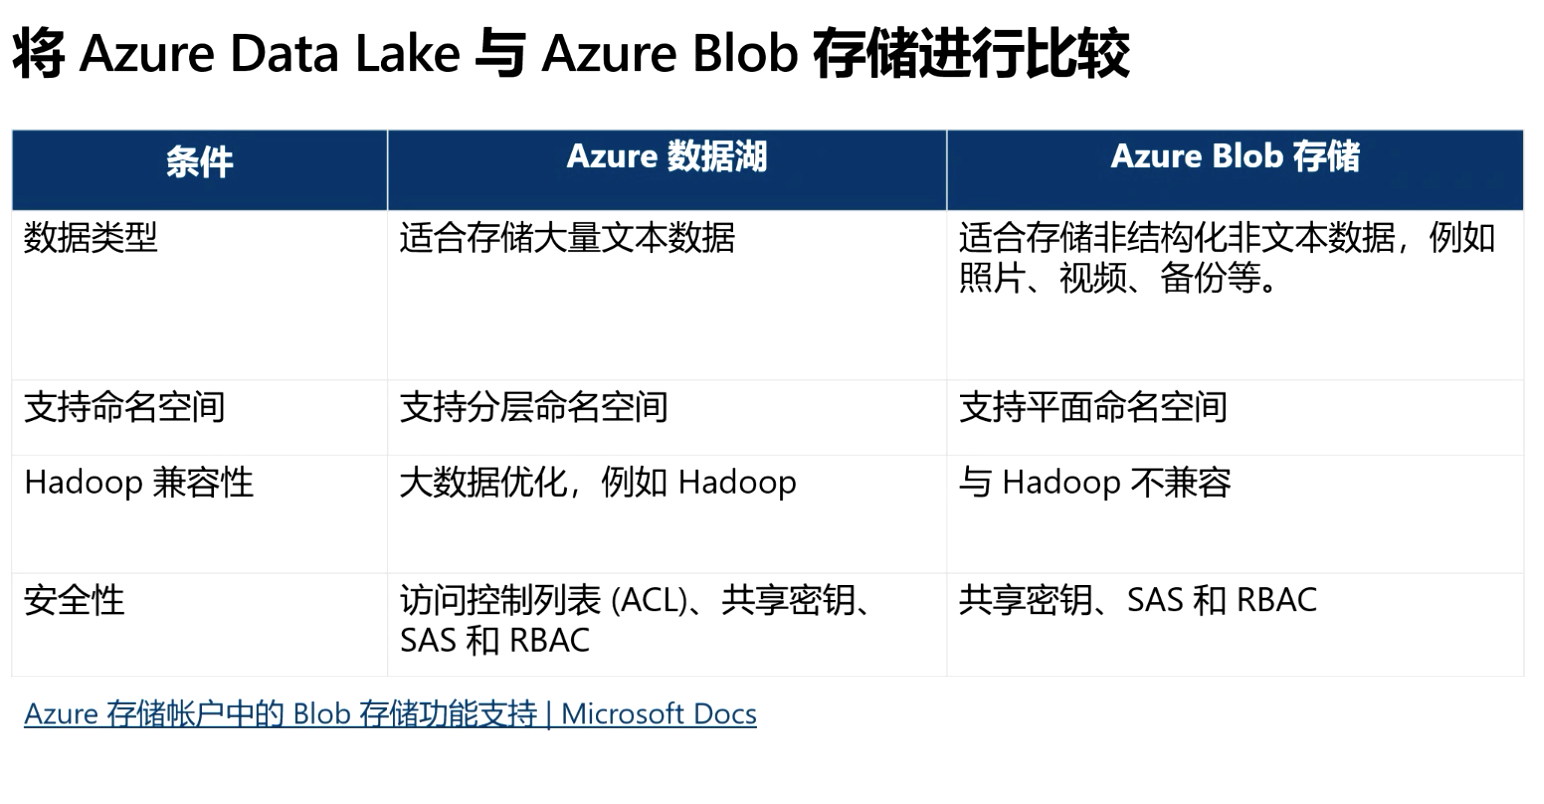 将 Azure Data Lake 与 Azure Blob 存储进行比较
条件
Azure 数据湖
Azure Blob 存储
数据类型
适合存储大量文本数据
适合存储非结构化非文本数据，例如
照片、视频、备份等。
支持命名空间
支持分层命名空间
支持平面命名空间
Hadoop 兼容性
大数据优化，例如 Hadoop
与 Hadoop 不兼容
安全性
访问控制列表 (ACL)、共享密钥、
SAS 和 RBAC
共享密钥、SAS 和 RBAC
Azure 存储帐户中的 Blob 存储功能支持 | Microsoft Docs